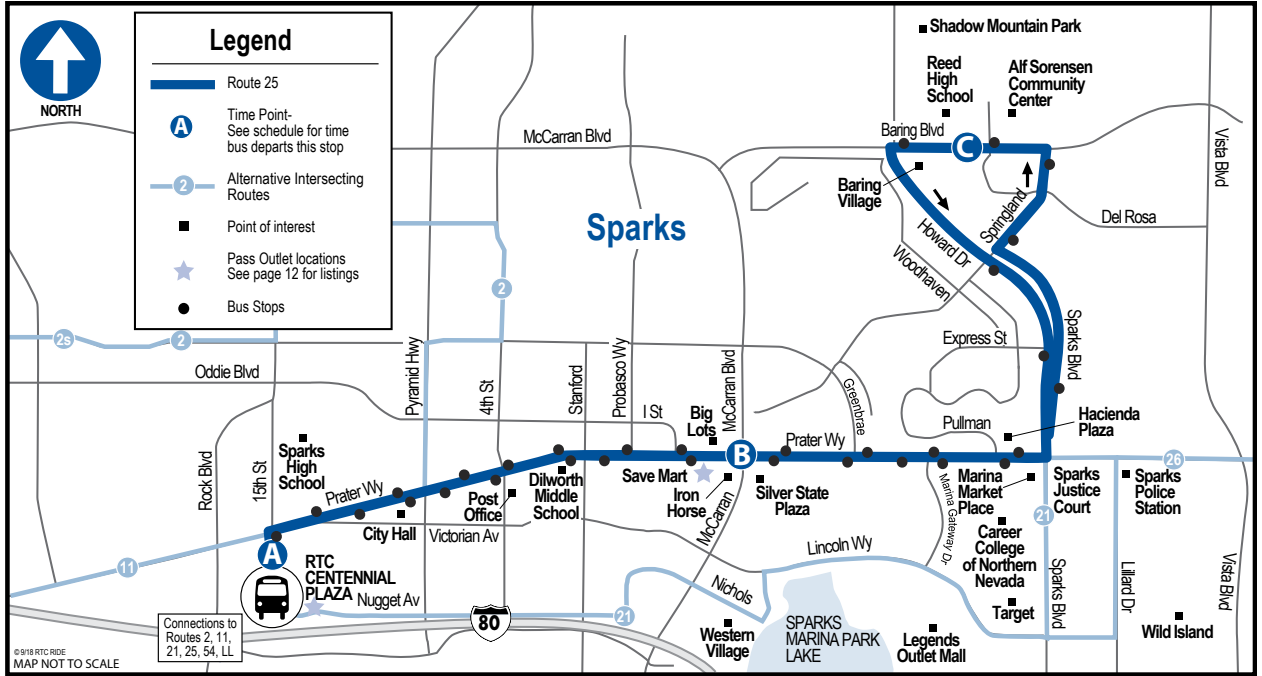 NORTH
Legend
Route 25
A
Time Point-
See schedule for time
bus departs this stop
2
Alternative Intersecting
Routes
Point of interest
Pass Outlet locations
See page 12 for listings
Bus Stops
Shadow Mountain Park
Reed
High
School
Alf Sorensen
Community
Center
McCarran Blvd
Baring Blvd
C
Vista Blvd
Baring
Village
Springland
Del Rosa
Sparks
Howard Dr
Woodhaven
2
2s
2
Express St
Sparks Blvd
Oddie Blvd
Pyramid Hwy
4th St
Stanford
Probasco Wy
McCarran Blvd
Greenbrae
I St
Big
Lots
Pullman
Hacienda
Plaza
Rock Blvd
15th St
Sparks
High
School
Prater Wy
B
Prater Wy
26
Save Mart
Iron
Horse
Silver State
Plaza
Marina
Market
Place
Sparks
Justice
Court
Sparks
Police
Station
Dilworth
Middle
School
Post
Office
City Hall
Victorian Av
McCarran
Marina Gateway Dr
21
Career
College
of Northern
Nevada
Lincoln Wy
A
11
RTC
CENTENNIAL
PLAZA
Nugget Av
80
21
Nichols
Sparks Blvd
Lillard Dr
Vista Blvd
Target
Wild Island
Western
Village
SPARKS
MARINA PARK
LAKE
Legends
Outlet Mall
Connections to
Routes 2, 11,
21, 25, 54, LL
© 9/18 RTC RIDE
MAP NOT TO SCALE